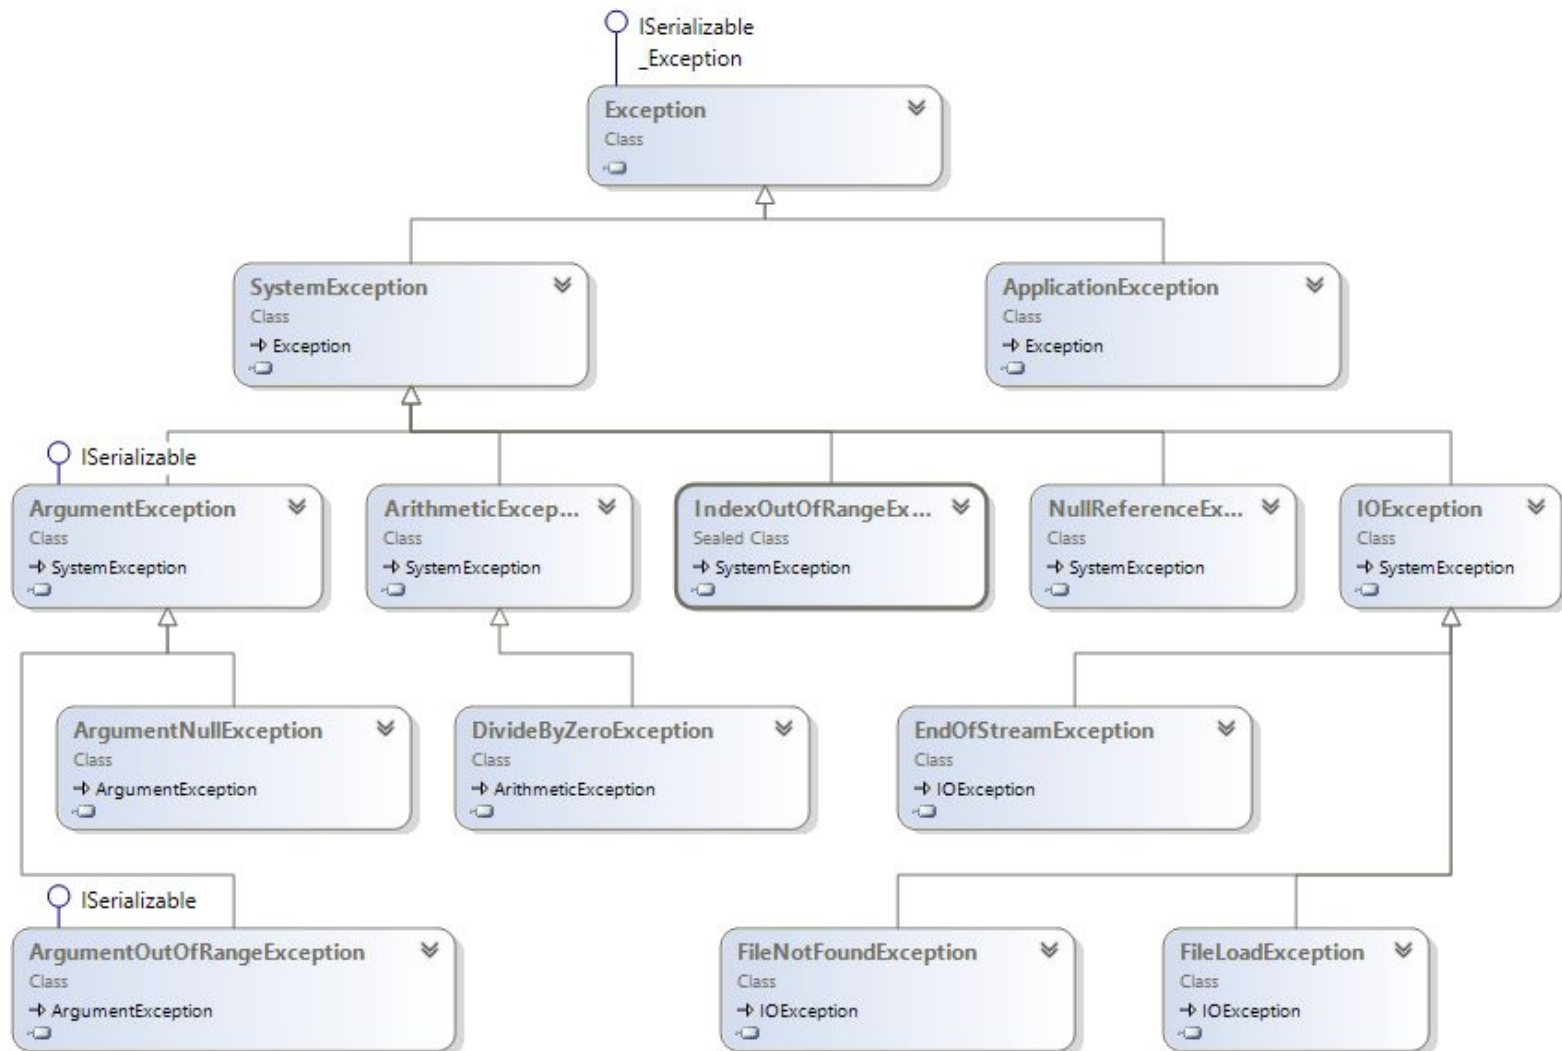 ISerializable
_Exception
Exception
Class
SystemException
Class
Exception
ApplicationException
Class
Exception
ISerializable
ArgumentException
Class
SystemException
ArithmeticExcep...
Class
SystemException
IndexOutOfRangeEx...
Sealed Class
SystemException
NullReferenceEx...
Class
SystemException
IOException
Class
SystemException
ArgumentNullException
Class
ArgumentException
DivideByZeroException
Class
ArithmeticException
EndOfStreamException
Class
IOException
ISerializable
ArgumentOutOfRangeException
Class
ArgumentException
FileNotFoundException
Class
IOException
FileLoadException
Class
IOException